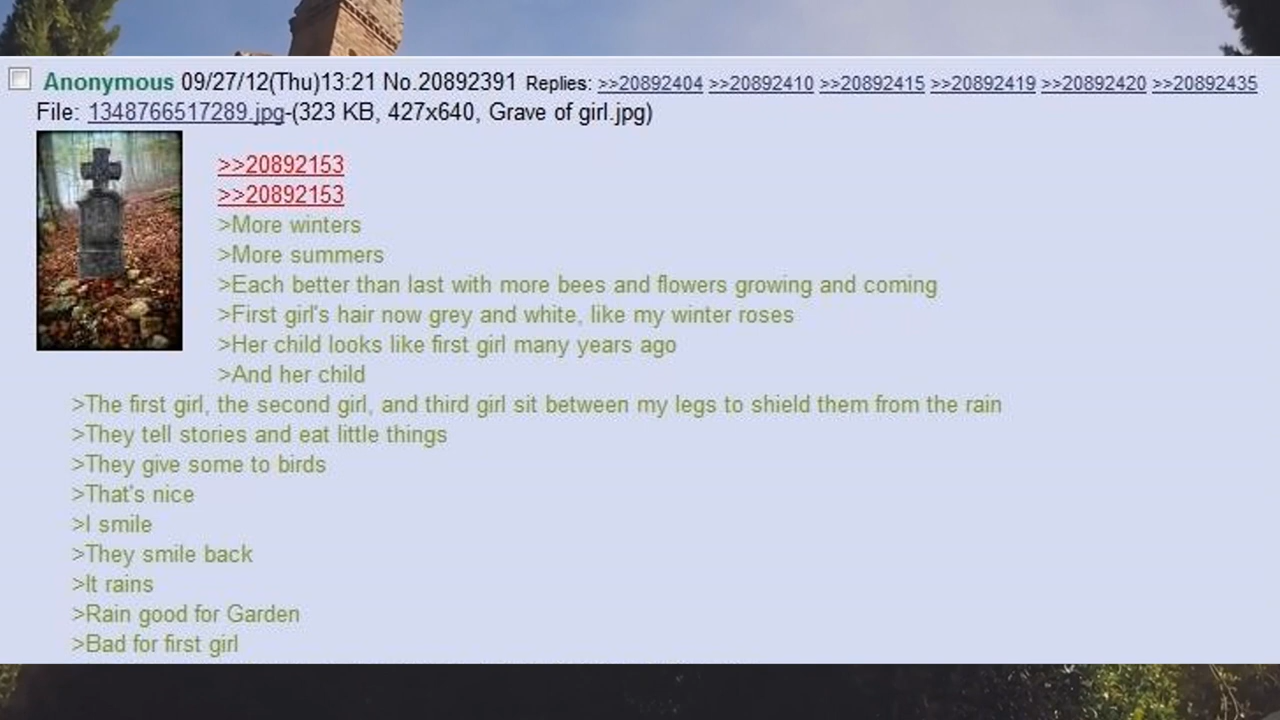 Anonymous 09/27/12(Thu)13:21 No.20892391 Replies: >>20892404 >>20892410 >>20892415 >>20892419 >>20892420 >>20892435
File: 1348766517289.jpg-(323 KB, 427x640, Grave of girl.jpg)
>>20892153
>>20892153
>More winters
>More summers
>Each better than last with more bees and flowers growing and coming
>First girl's hair now grey and white, like my winter roses
>Her child looks like first girl many years ago
>And her child
>The first girl, the second girl, and third girl sit between my legs to shield them from the rain
>They tell stories and eat little things
>They give some to birds
>That's nice
>I smile
>They smile back
>It rains
>Rain good for Garden
>Bad for first girl